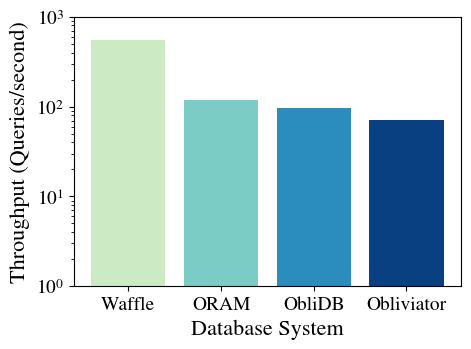 Throughput (Queries/second)
10³
10²
10¹
10⁰
Waffle ORAM ObliDB Obliviator
Database System